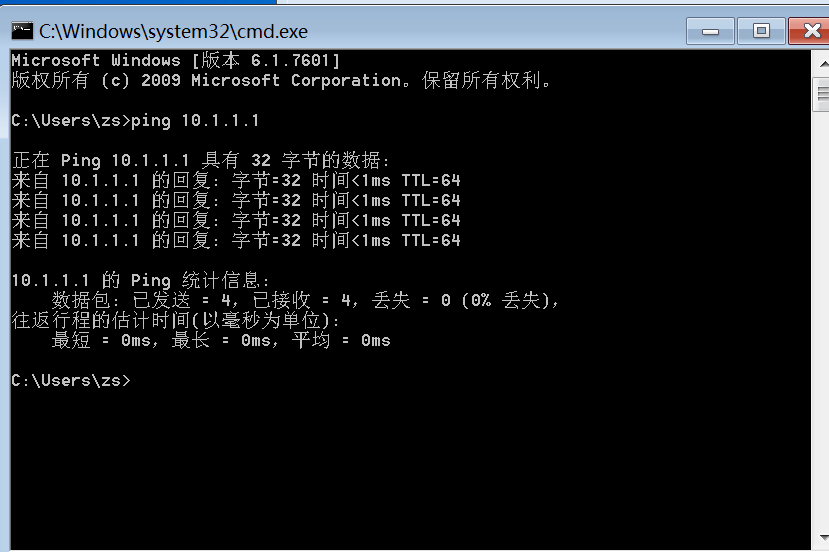 C:\Windows\system32\cmd.exe
Microsoft Windows [版本 6.1.7601]
版权所有 (c) 2009 Microsoft Corporation。保留所有权利。
C:\Users\zs>ping 10.1.1.1
正在 Ping 10.1.1.1 具有 32 字节的数据:
来自 10.1.1.1 的回复: 字节=32 时间<1ms TTL=64
来自 10.1.1.1 的回复: 字节=32 时间<1ms TTL=64
来自 10.1.1.1 的回复: 字节=32 时间<1ms TTL=64
来自 10.1.1.1 的回复: 字节=32 时间<1ms TTL=64
10.1.1.1 的 Ping 统计信息:
数据包: 已发送 = 4，已接收 = 4，丢失 = 0 (0% 丢失)，
往返行程的估计时间(以毫秒为单位):
最短 = 0ms，最长 = 0ms，平均 = 0ms
C:\Users\zs>